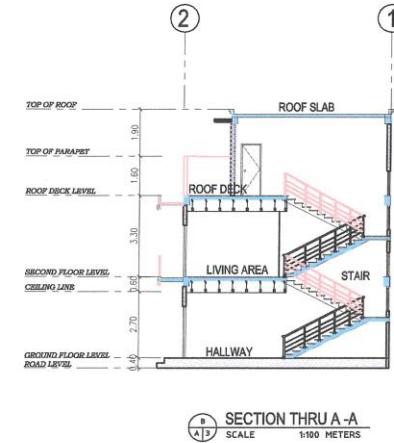 2 1
TOP OF ROOF
ROOF SLAB
1.90
TOP OF PARAPET
1.60
ROOF DECK LEVEL
ROOF DECK
3.30
SECOND FLOOR LEVEL
LIVING AREA
STAIR
0.60
CEILING LINE
2.70
GROUND FLOOR LEVEL
HALLWAY
ROAD LEVEL
0.40
B
A 3
SECTION THRU A -A
SCALE 1:100 METERS